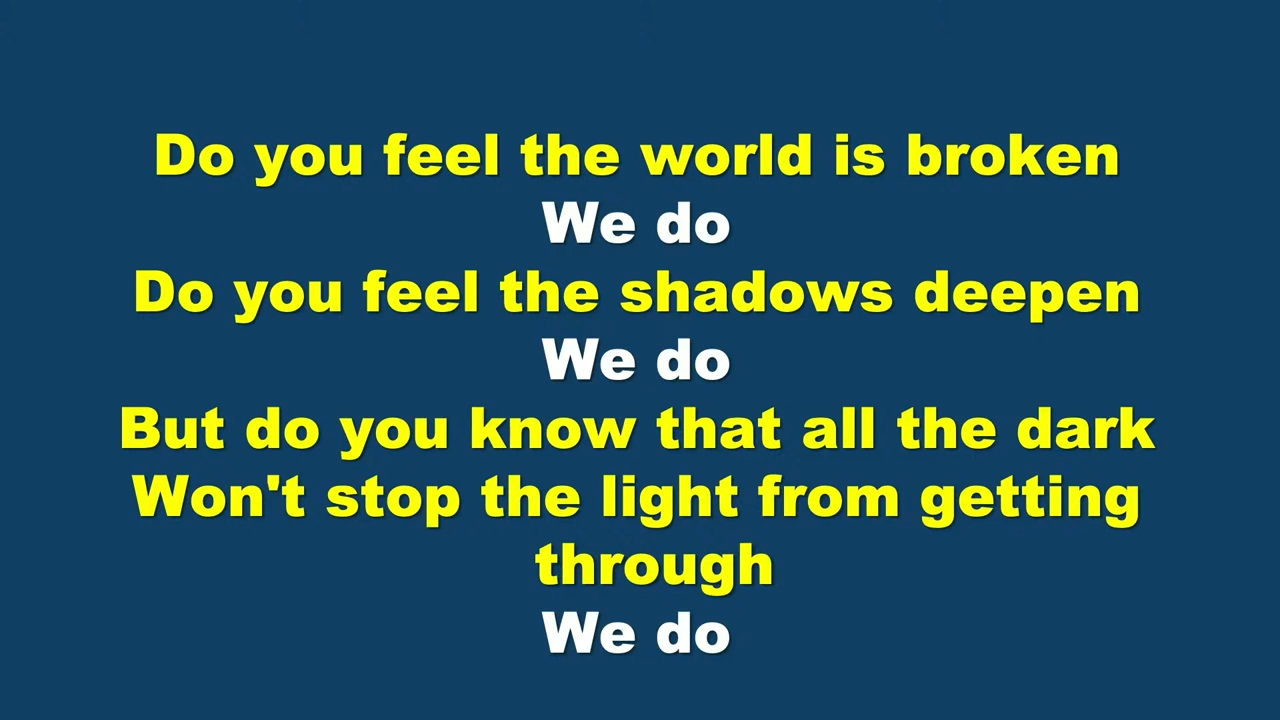 Do you feel the world is broken
We do
Do you feel the shadows deepen
We do
But do you know that all the dark
Won't stop the light from getting
through
We do